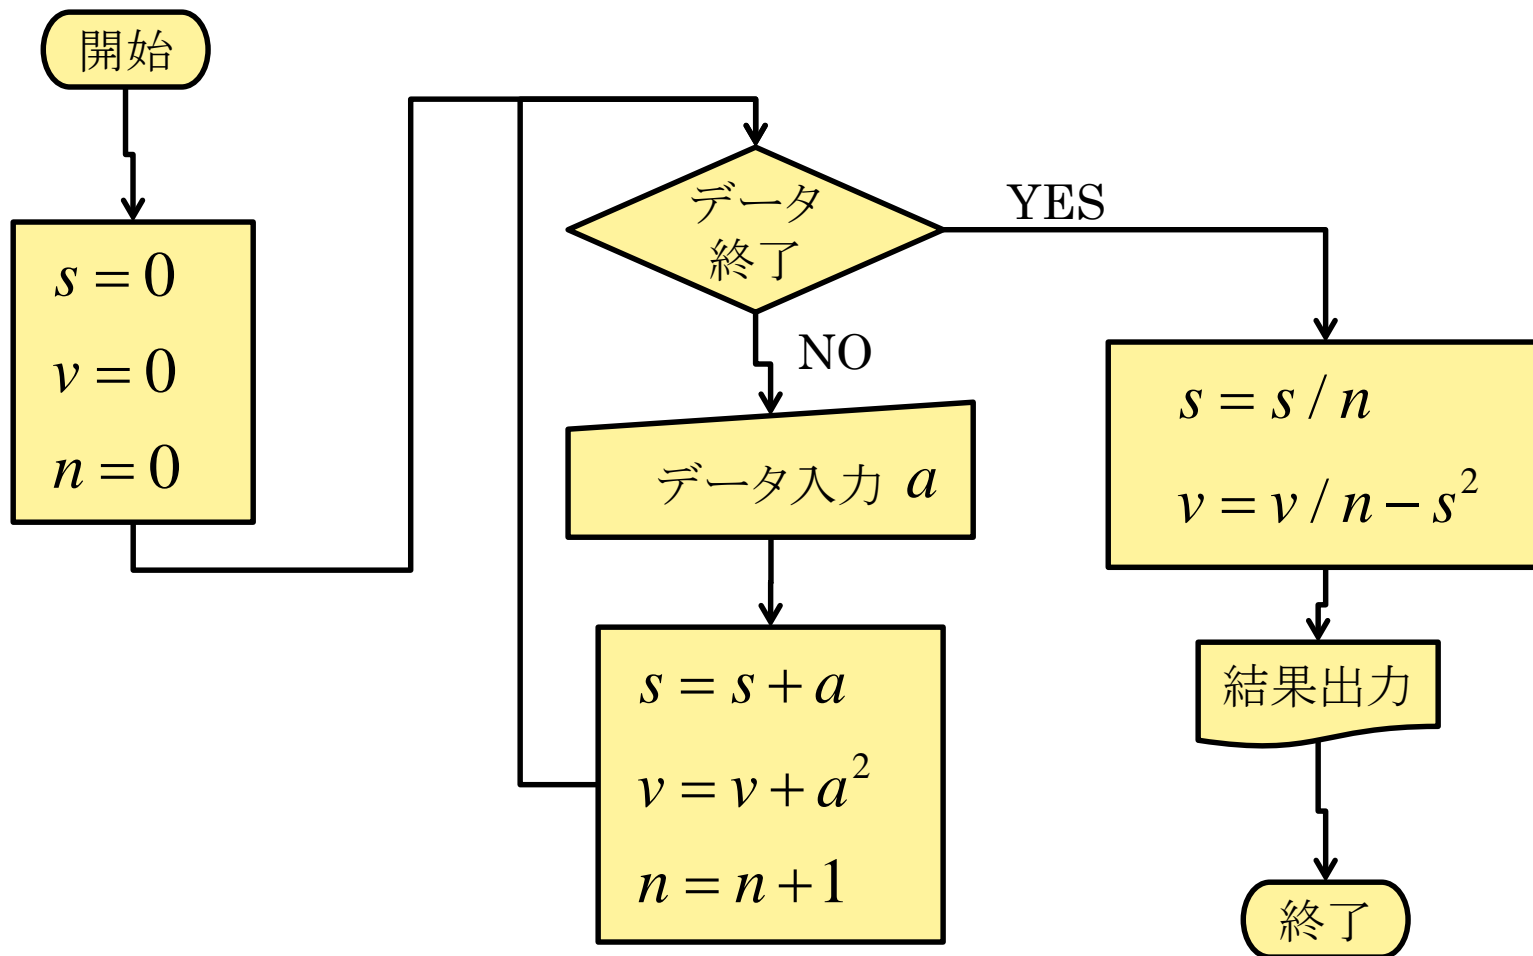 開始
s = 0
v = 0
n = 0
データ
終了
YES
NO
データ入力 a
s = s + a
v = v + a²
n = n + 1
s = s / n
v = v / n − s²
結果出力
終了